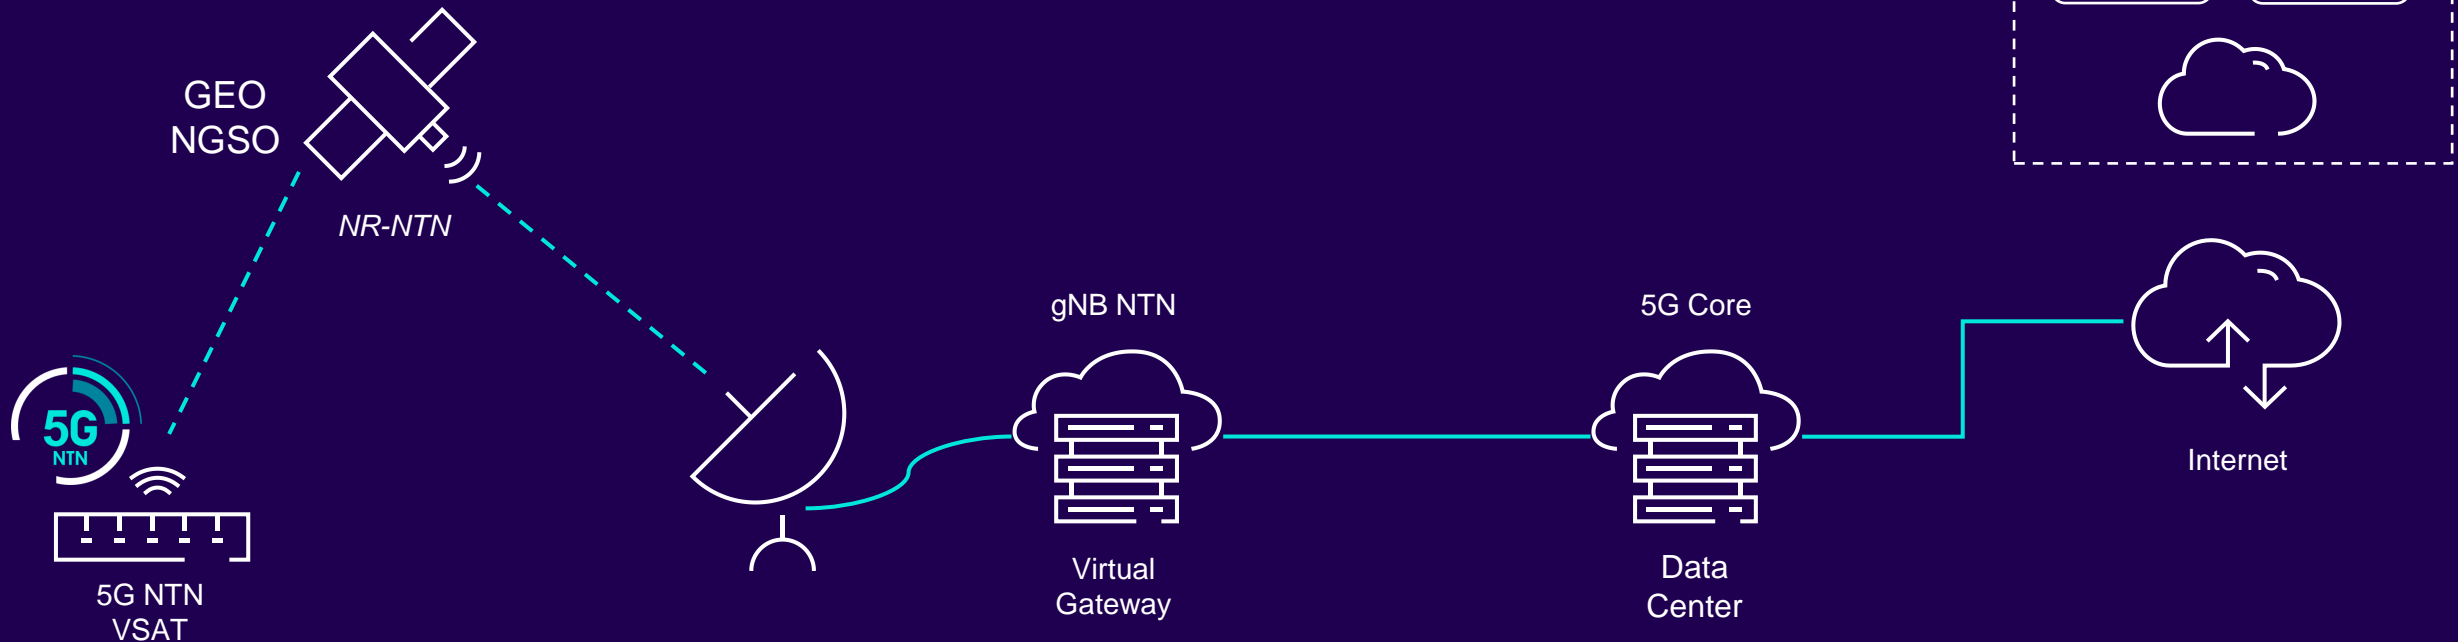 GEO
NGSO
NR-NTN
5G
NTN
5G NTN
VSAT
gNB NTN
Virtual
Gateway
5G Core
Data
Center
Internet